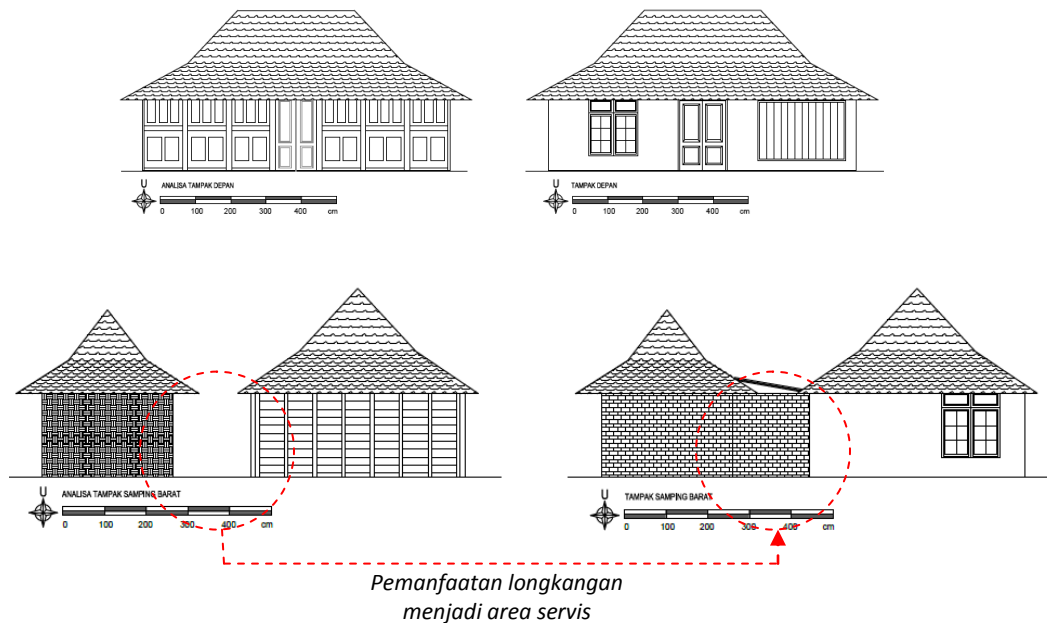 U
ANALISA TAMPAK DEPAN
0 100 200 300 400 cm
U
TAMPAK DEPAN
0 100 200 300 400 cm
U
ANALISA TAMPAK SAMPING BARAT
0 100 200 300 400 cm
U
TAMPAK SAMPING BARAT
0 100 200 300 400 cm
Pemanfaatan longkangan
menjadi area servis